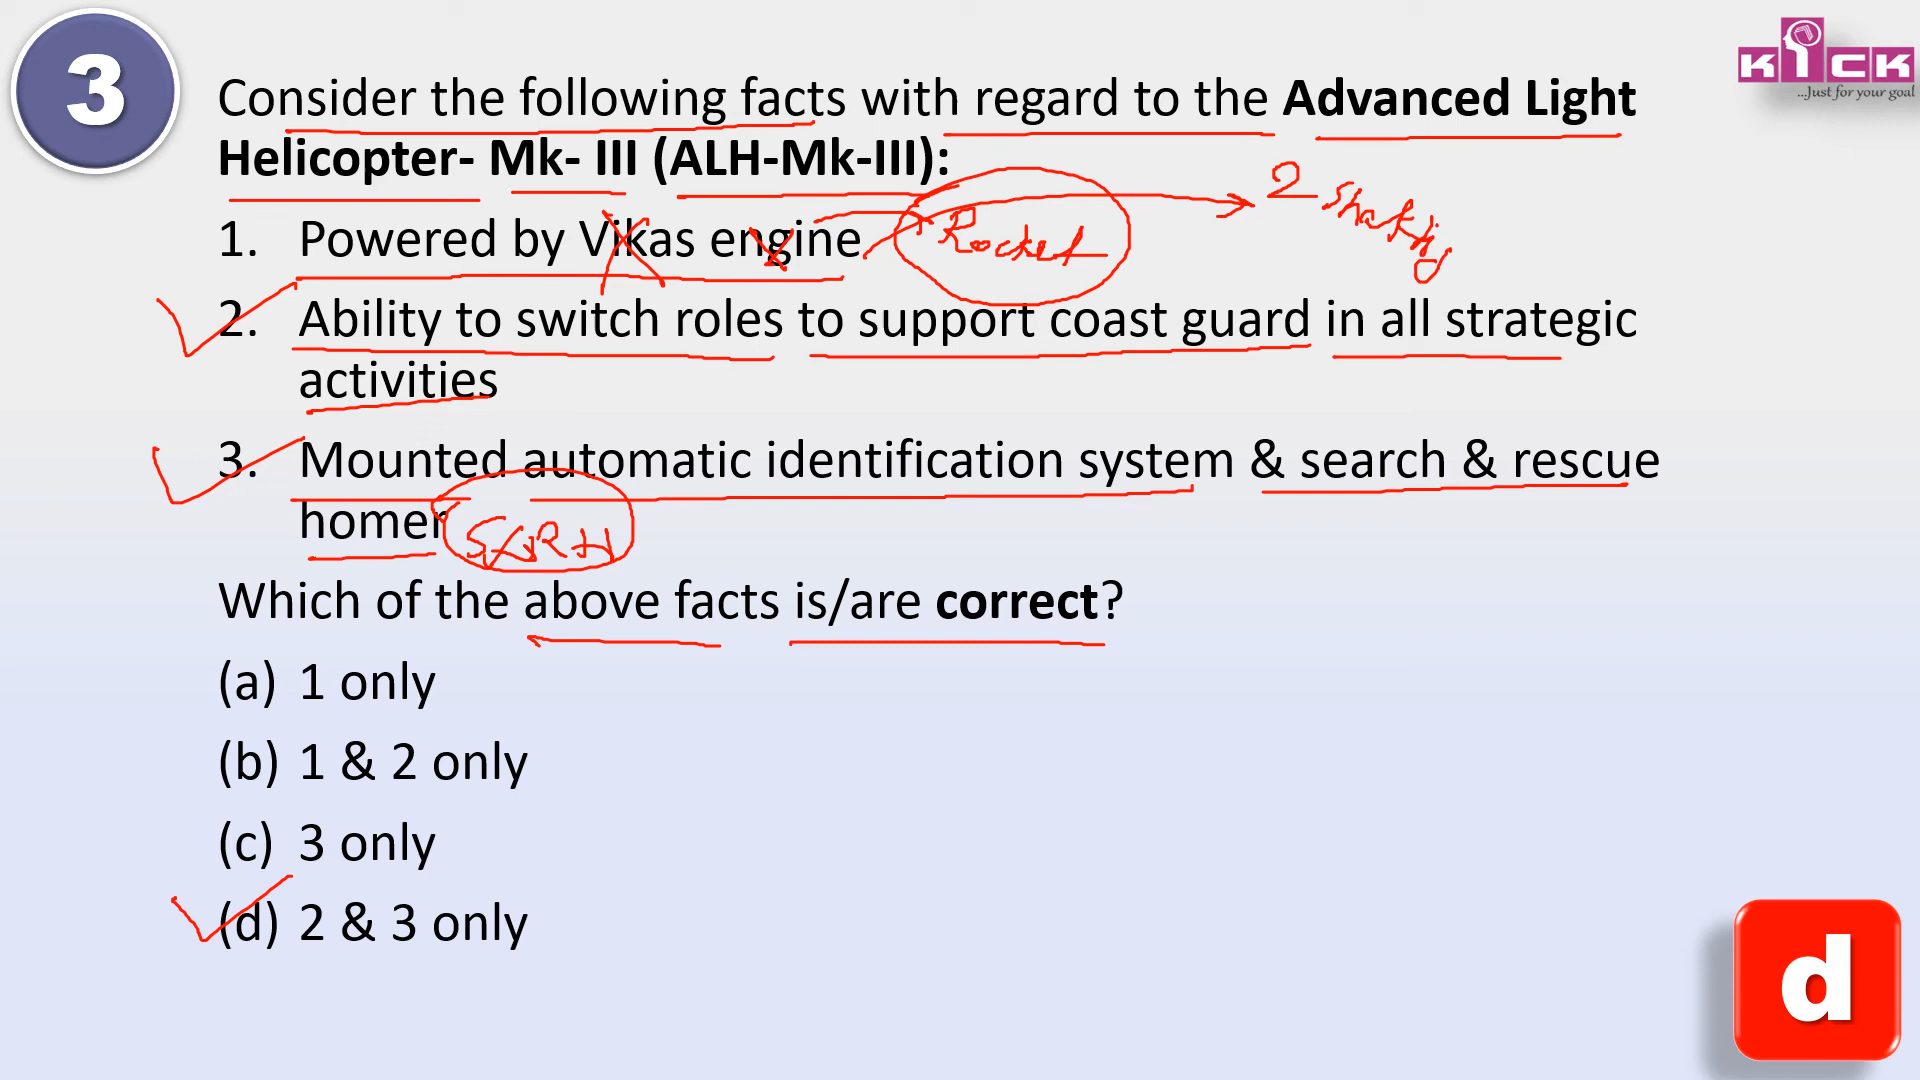 3
KICK
...Just for your goal
Consider the following facts with regard to the Advanced Light
Helicopter- Mk- III (ALH-Mk-III):
1. Powered by Vikas engine
Rocket
2 Shakthi
2. Ability to switch roles to support coast guard in all strategic
activities
3. Mounted automatic identification system & search & rescue
homer
Which of the above facts is/are correct?
(a) 1 only
(b) 1 & 2 only
(c) 3 only
(d) 2 & 3 only
d